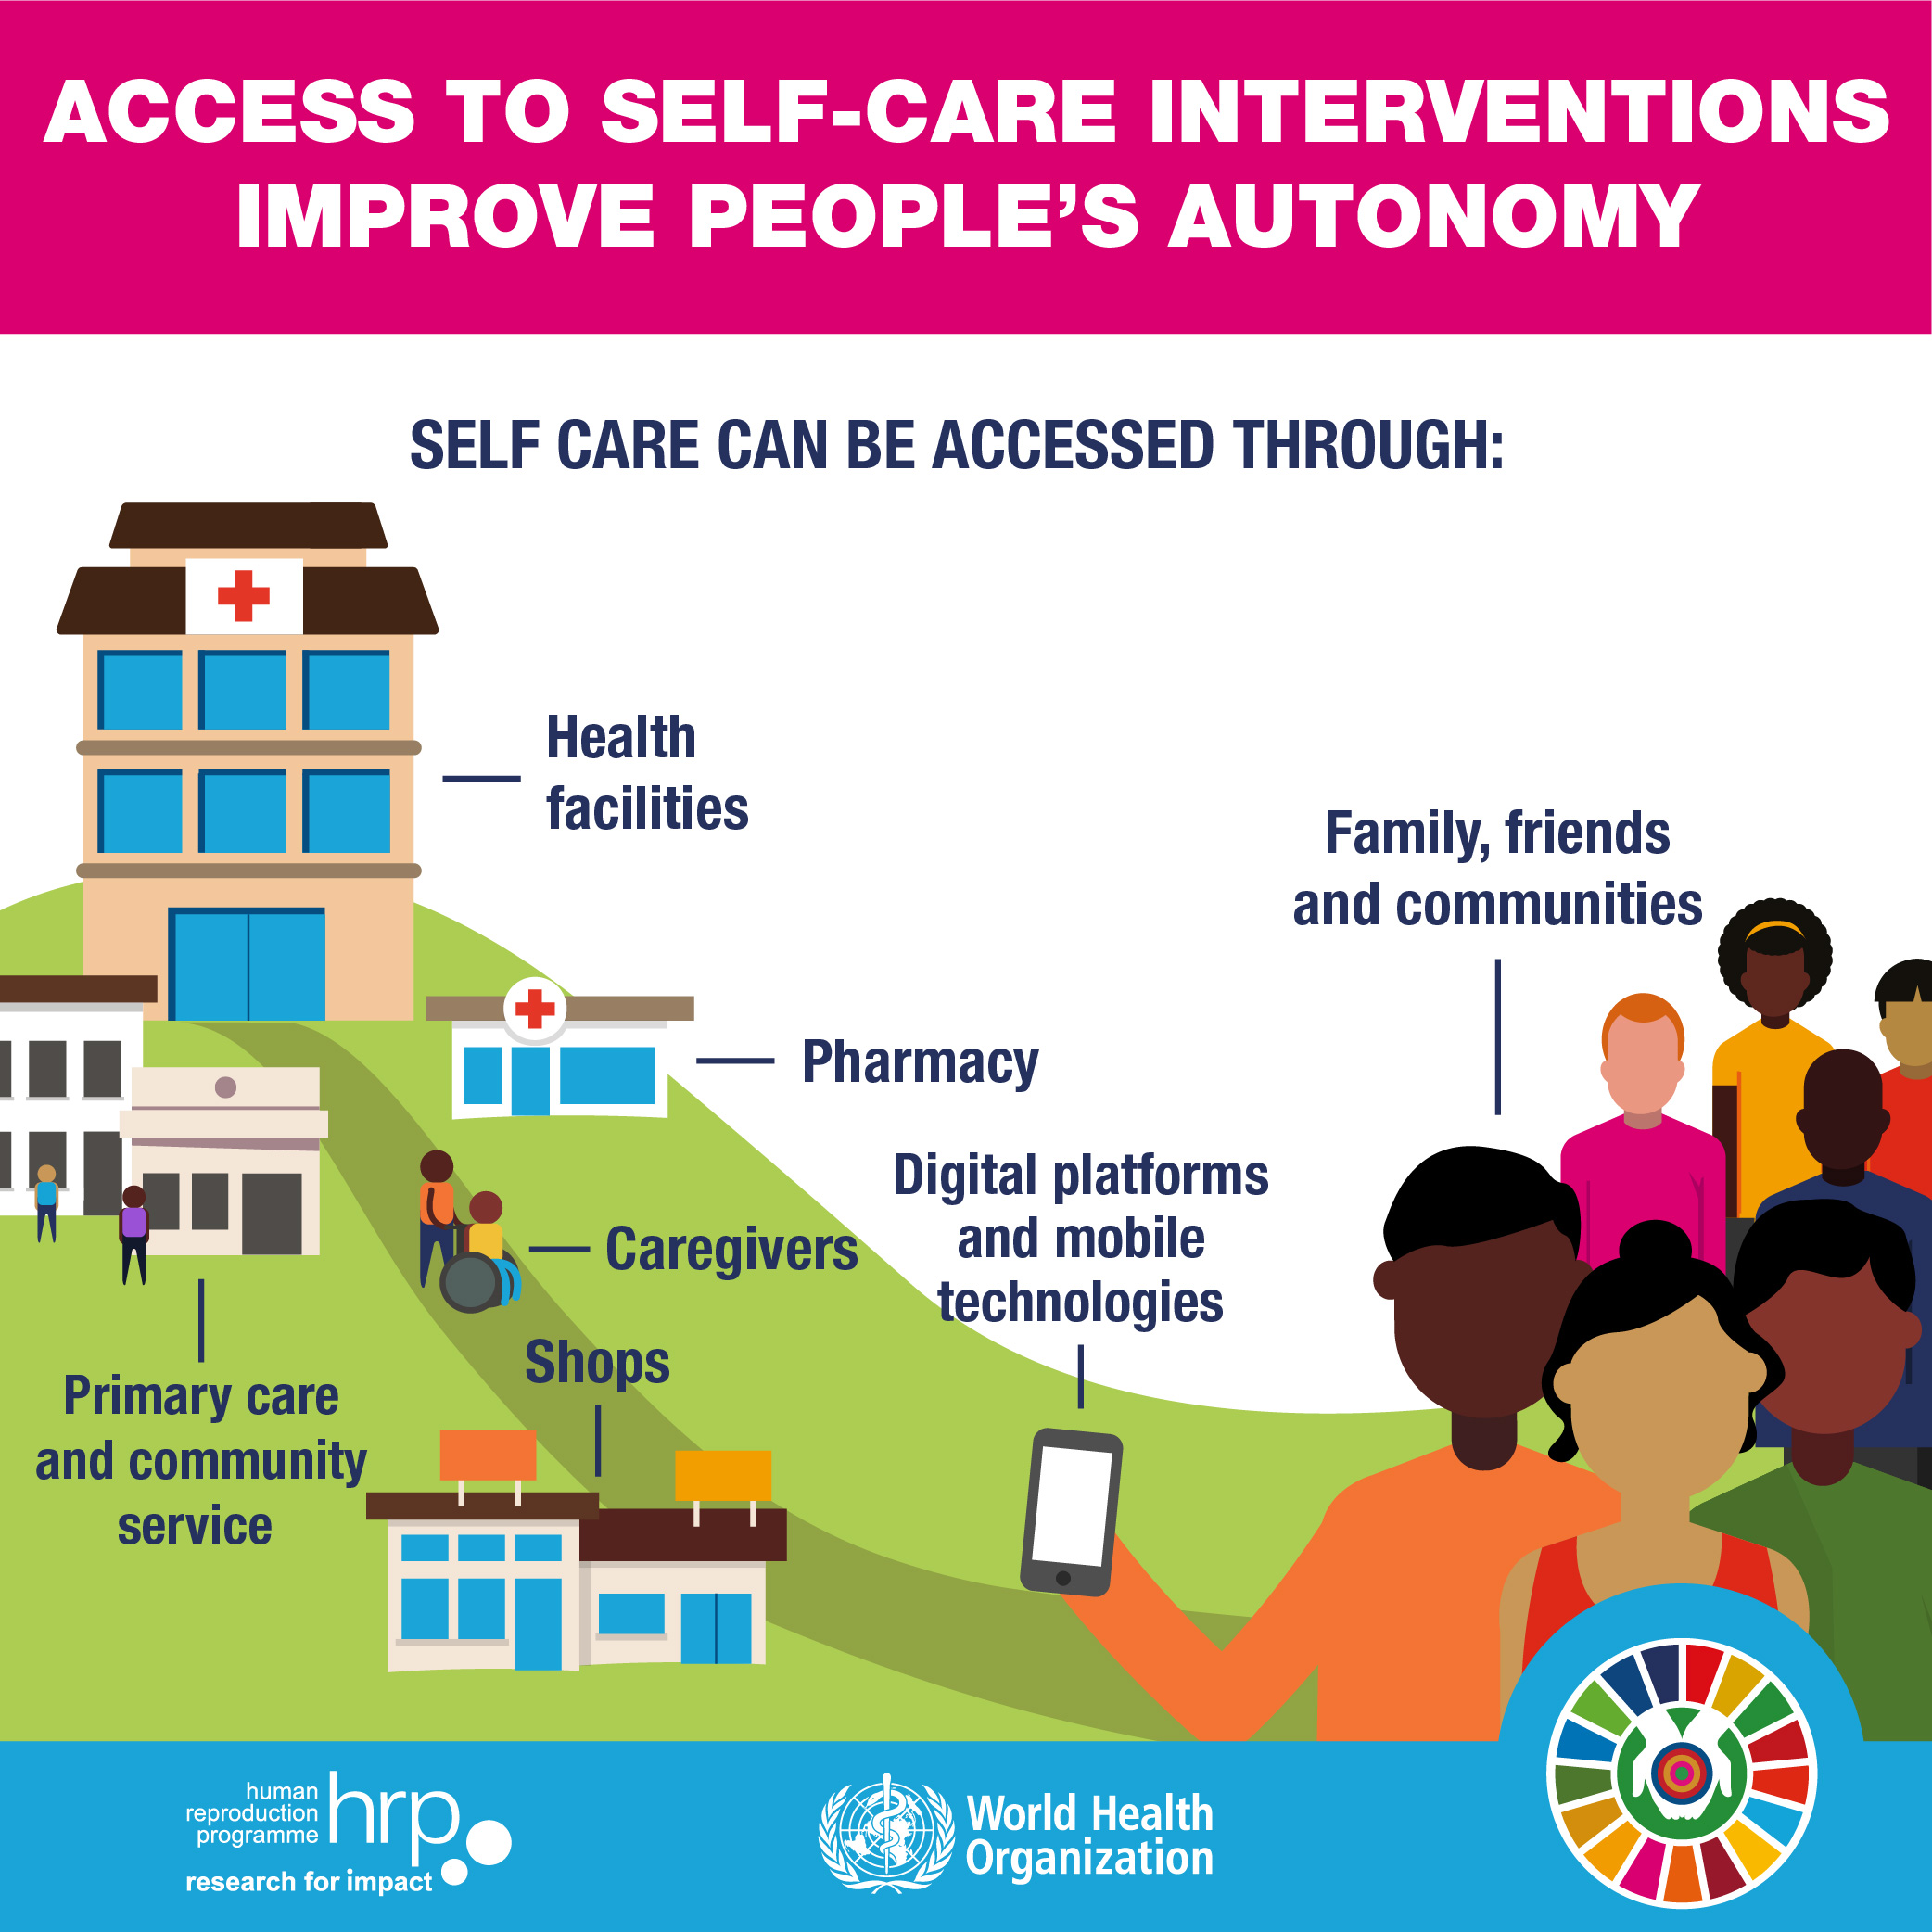 ACCESS TO SELF-CARE INTERVENTIONS
IMPROVE PEOPLE'S AUTONOMY
SELF CARE CAN BE ACCESSED THROUGH:
Health
facilities
Family, friends
and communities
Pharmacy
Digital platforms
and mobile
technologies
Caregivers
Shops
Primary care
and community
service
human
reproduction
programme
hrp
research for impact
World Health
Organization